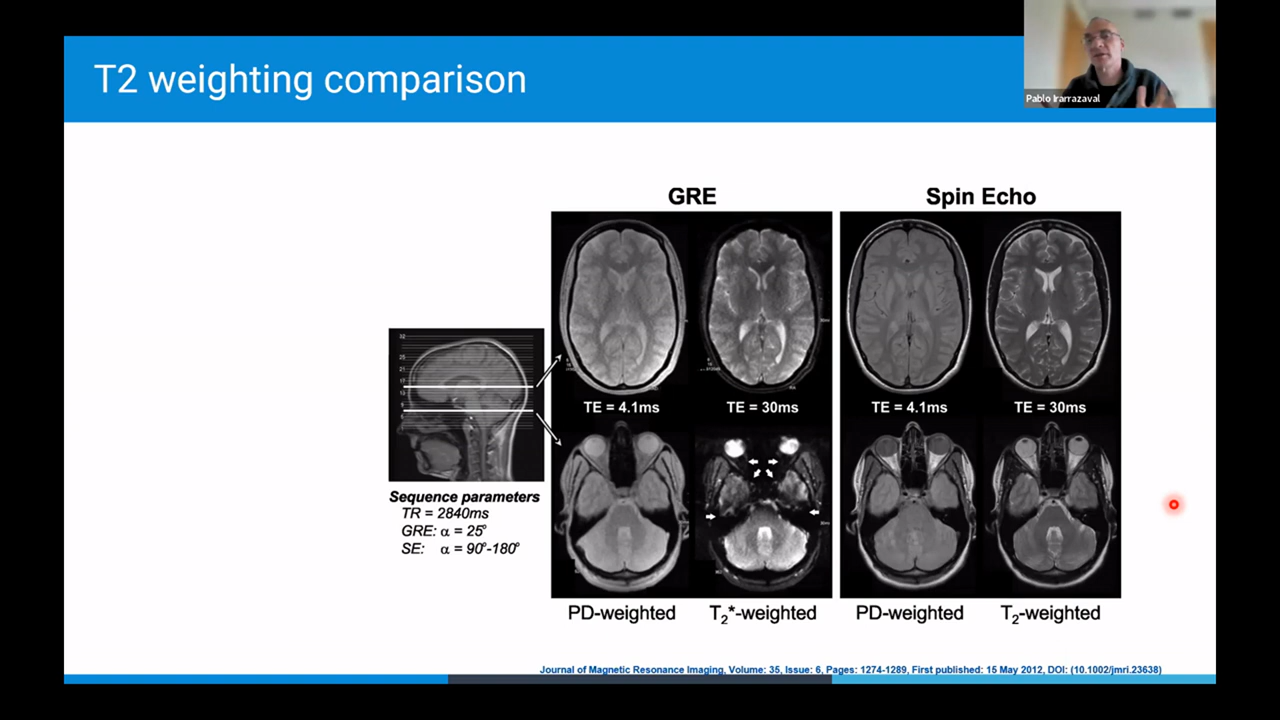 T2 weighting comparison
Pablo Irarrazaval
GRE
Spin Echo
TE = 4.1ms
TE = 30ms
TE = 4.1ms
TE = 30ms
Sequence parameters
TR = 2840ms
GRE: α = 25°
SE: α = 90°-180°
PD-weighted
T₂*-weighted
PD-weighted
T₂-weighted
Journal of Magnetic Resonance Imaging, Volume: 35, Issue: 6, Pages: 1274-1289, First published: 15 May 2012, DOI: (10.1002/jmri.23638)